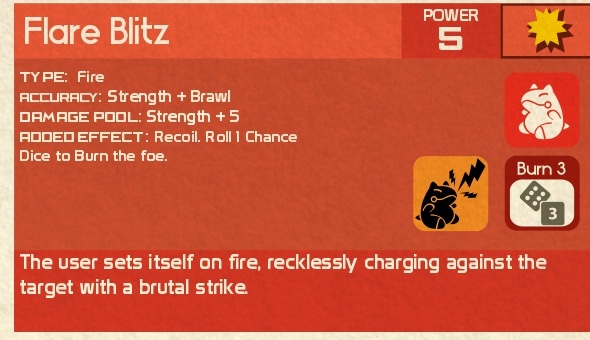 Flare Blitz
POWER
5
TYPE: Fire
ACCURACY: Strength + Brawl
DAMAGE POOL: Strength + 5
ADDED EFFECT: Recoil. Roll 1 Chance
Dice to Burn the foe.
Burn 3
3
The user sets itself on fire, recklessly charging against the
target with a brutal strike.